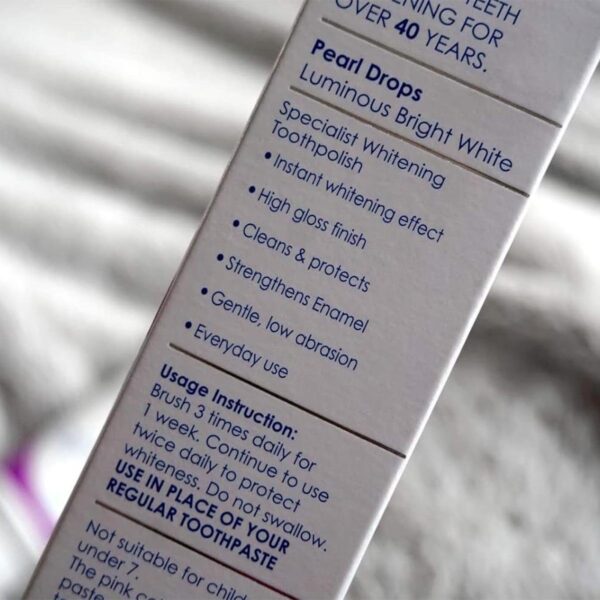 TEETH
WHITENING FOR
OVER 40 YEARS.
Pearl Drops
Luminous Bright White
Specialist Whitening
Toothpolish
• Instant whitening effect
• High gloss finish
• Cleans & protects
• Strengthens Enamel
• Gentle, low abrasion
• Everyday use
Usage Instruction:
Brush 3 times daily for
1 week. Continue to use
twice daily to protect
whiteness. Do not swallow.
USE IN PLACE OF YOUR
REGULAR TOOTHPASTE
Not suitable for
under 7.
The pink